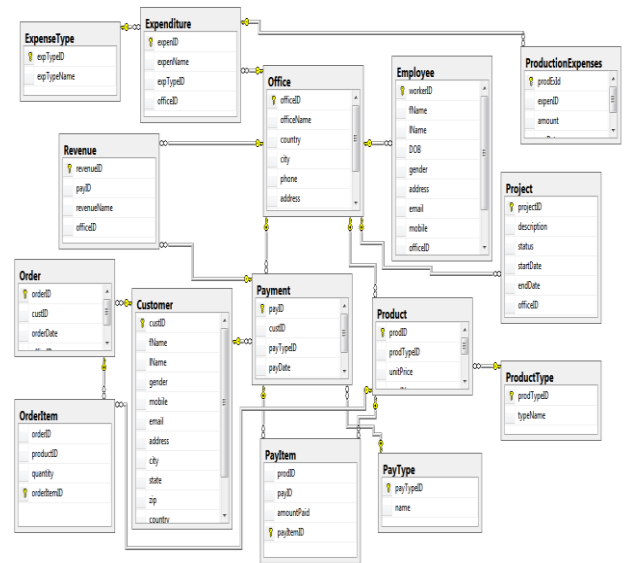 ExpenseType
expTypeID
expTypeName
Expenditure
expenID
expenName
expTypeID
officeID
Office
officeID
officeName
country
city
phone
address
Employee
workerID
fName
lName
DOB
gender
address
email
mobile
officeID
ProductionExpenses
prodExId
expenID
amount
Revenue
revenueID
payID
revenueName
officeID
Project
projectID
description
status
startDate
endDate
officeID
Order
orderID
custID
orderDate
Customer
custID
fName
lName
gender
mobile
email
address
city
state
zip
country
Payment
payID
custID
payTypeID
payDate
Product
prodID
prodTypeID
unitPrice
ProductType
prodTypeID
typeName
OrderItem
orderID
productID
quantity
orderItemID
PayItem
prodID
payID
amountPaid
payItemID
PayType
payTypeID
name